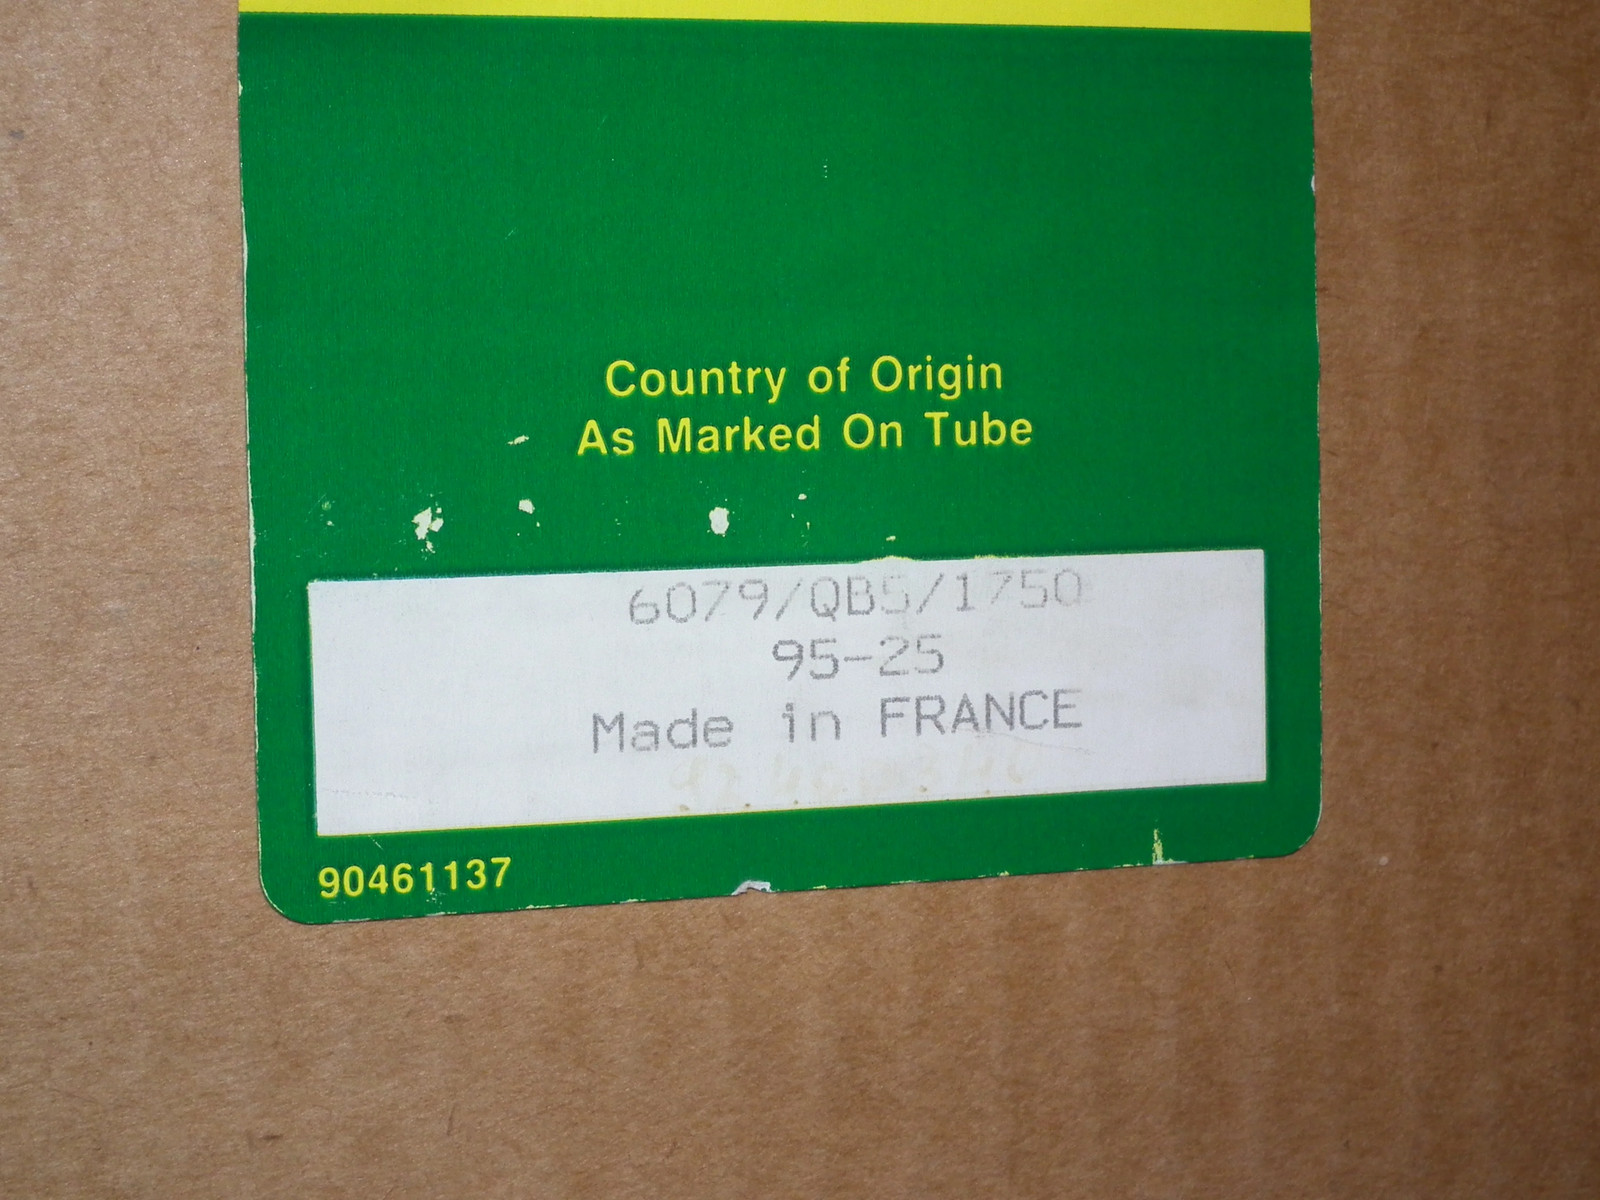 Country of Origin
As Marked On Tube
6079/QB5/1750
95-25
Made in FRANCE
90461137